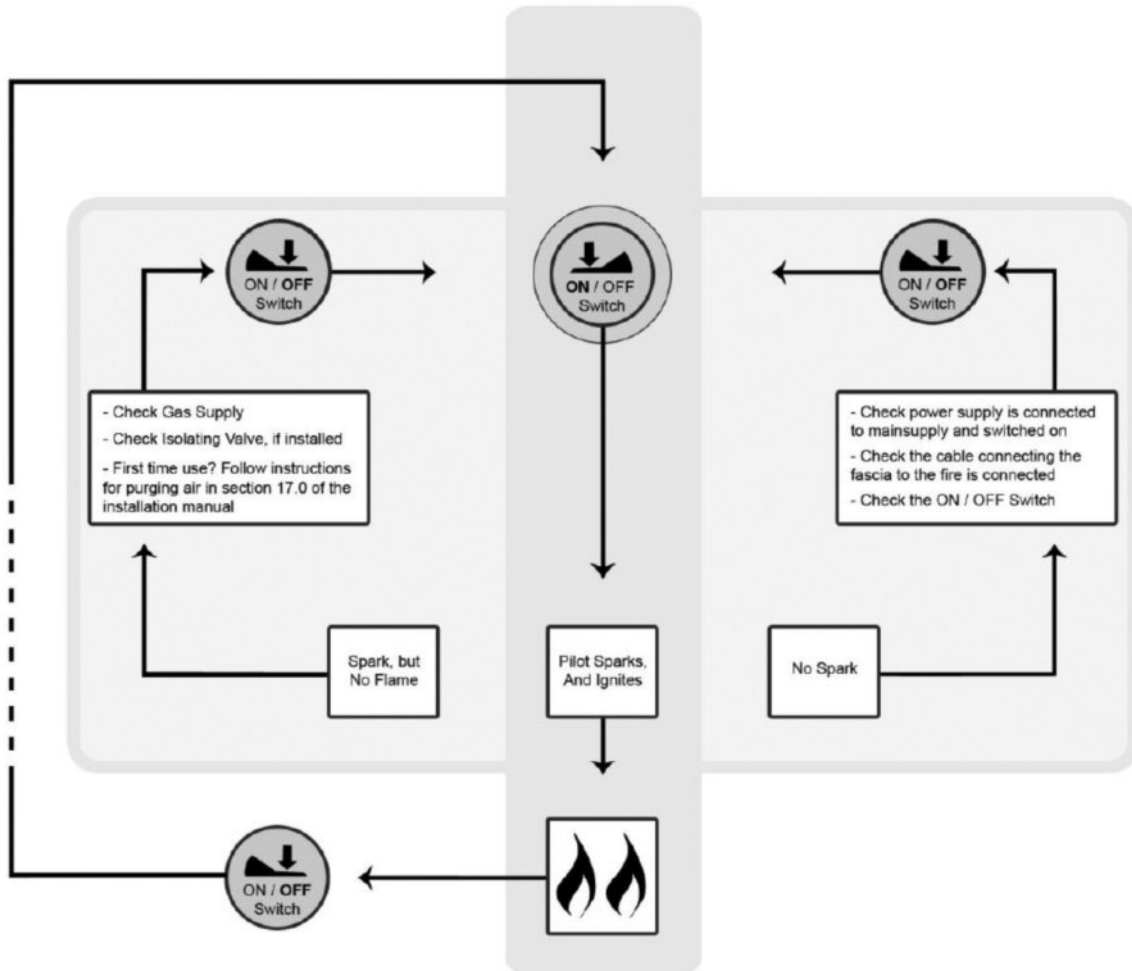 ON / OFF
Switch
ON / OFF
Switch
ON / OFF
Switch
- Check Gas Supply
- Check Isolating Valve, if installed
- First time use? Follow instructions
for purging air in section 17.0 of the
installation manual
- Check power supply is connected
to mainsupply and switched on
- Check the cable connecting the
fascia to the fire is connected
- Check the ON / OFF Switch
Spark, but
No Flame
Pilot Sparks,
And Ignites
No Spark
ON / OFF
Switch